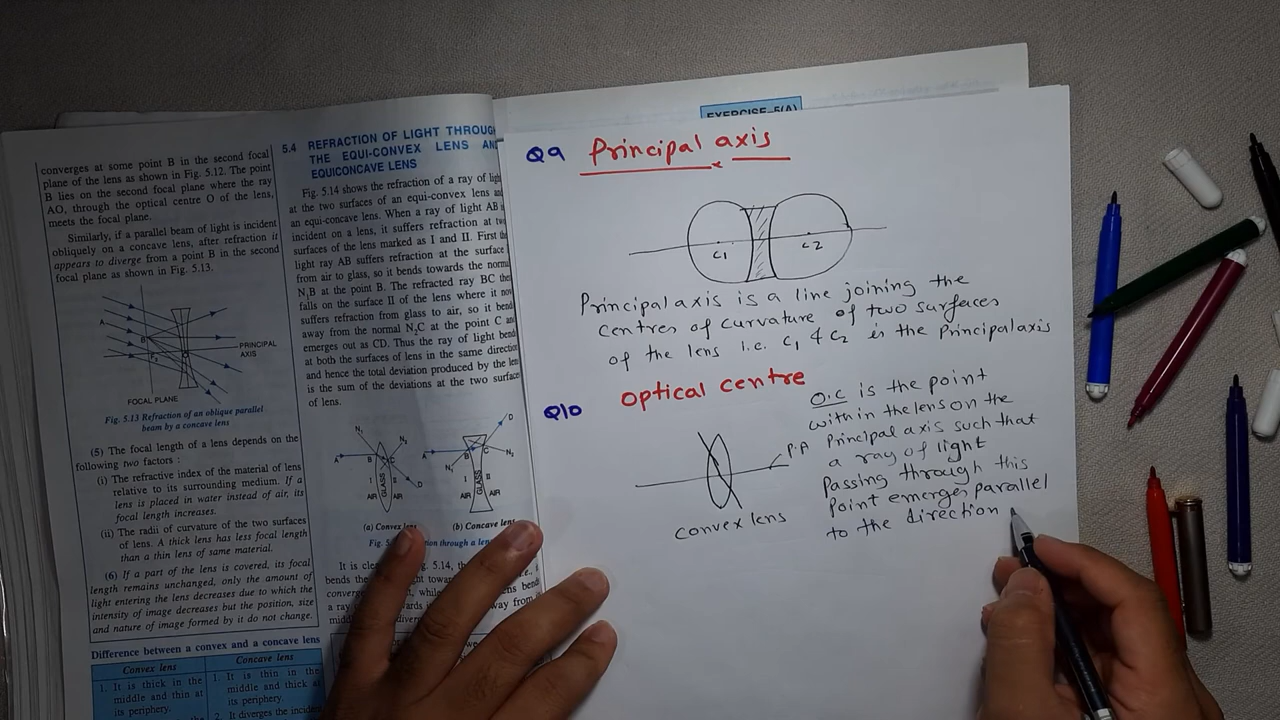 converges at some point B in the second focal
plane of the lens as shown in Fig. 5.12. The point
B lies on the second focal plane where the ray
AO, through the optical centre O of the lens,
meets the focal plane.
Similarly, if a parallel beam of light is incident
obliquely on a concave lens, after refraction it
appears to diverge from a point B in the second
focal plane as shown in Fig. 5.13.
A
B
F2
O
PRINCIPAL
AXIS
FOCAL PLANE
Fig. 5.13 Refraction of an oblique parallel
beam by a concave lens
(5) The focal length of a lens depends on the
following two factors :
(i) The refractive index of the material of lens
relative to its surrounding medium. If a
lens is placed in water instead of air, its
focal length increases.
(ii) The radii of curvature of the two surfaces
of lens. A thick lens has less focal length
than a thin lens of same material.
(6) If a part of the lens is covered, its focal
length remains unchanged, only the amount of
light entering the lens decreases due to which the
intensity of image decreases but the position, size
and nature of image formed by it do not change.
Difference between a convex and a concave lens
Convex lens
Concave lens
1. It is thick in the
middle and thin at
its periphery.
1. It is thin in the
middle and thick at
its periphery.
2. It diverges the incident
5.4 REFRACTION OF LIGHT THROUGH
THE EQUI-CONVEX LENS AND
EQUICONCAVE LENS
Fig. 5.14 shows the refraction of a ray of light
at the two surfaces of an equi-convex lens and
an equi-concave lens. When a ray of light AB is
incident on a lens, it suffers refraction at two
surfaces of the lens marked as I and II. First the
light ray AB suffers refraction at the surface I
from air to glass, so it bends towards the normal
N1B at the point B. The refracted ray BC then
falls on the surface II of the lens where it now
suffers refraction from glass to air, so it bends
away from the normal N2C at the point C and
emerges out as CD. Thus the ray of light bends
at both the surfaces of lens in the same direction
and hence the total deviation produced by the lens
is the sum of the deviations at the two surfaces
of lens.
N1 N2
A B C D
I II
AIR GLASS AIR
A B C D
N1 N2
I II
AIR GLASS AIR
(a) Convex lens (b) Concave lens
through a lens
It is 5.14,
bends the
EXERCISE-5(A)
Q9 Principal axis
C1 C2
Principal axis is a line joining the
centres of curvature of two surfaces
of the lens i.e. C1 & C2 is the Principal axis
Q10 Optical centre
P.A
convex lens
O.C is the point
within the lens on the
Principal axis such that
a ray of light
Passing through this
Point emerges parallel
to the direction